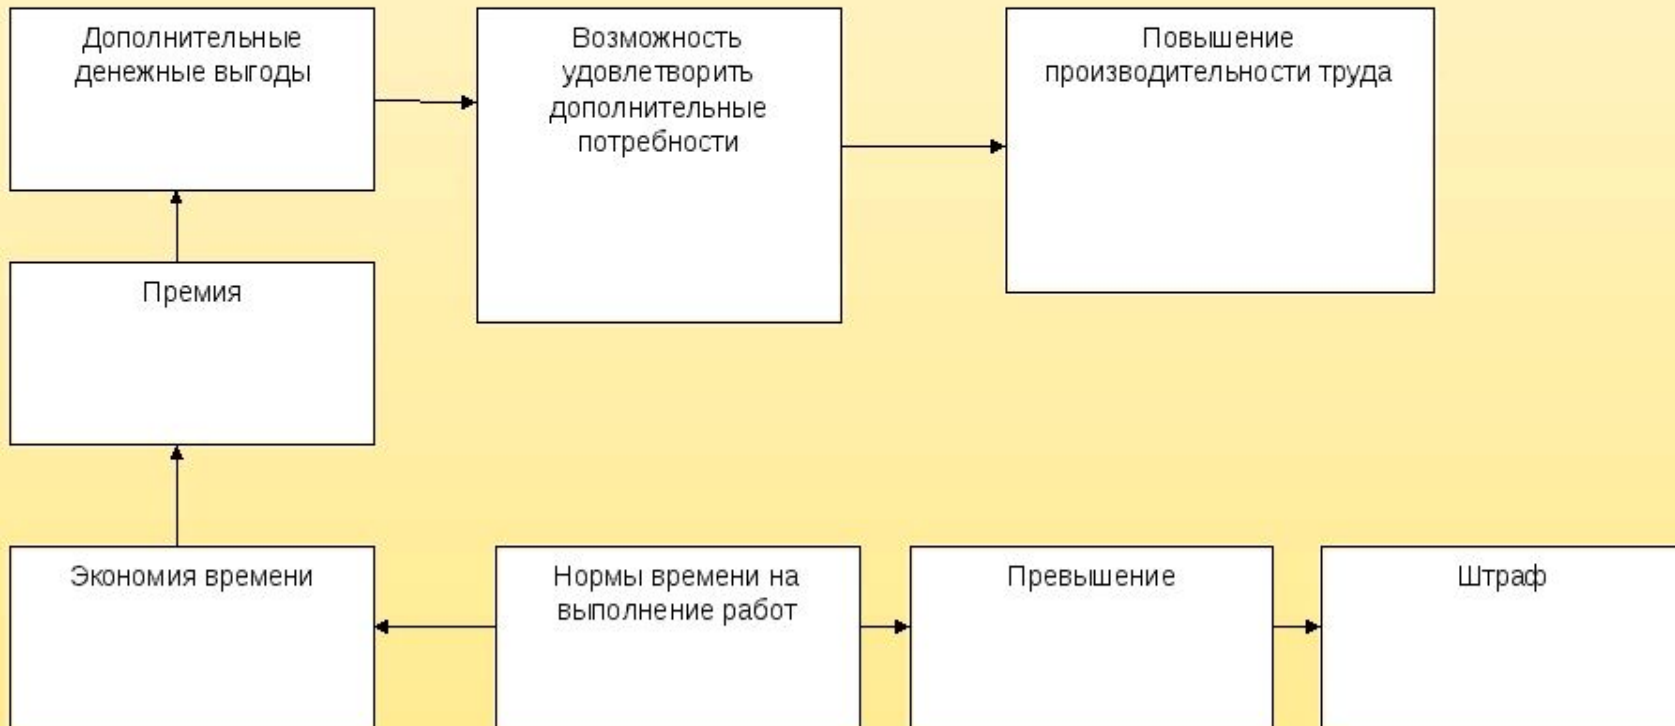 Дополнительные
денежные выгоды
Возможность
удовлетворить
дополнительные
потребности
Повышение
производительности труда
Премия
Экономия времени
Нормы времени на
выполнение работ
Превышение
Штраф